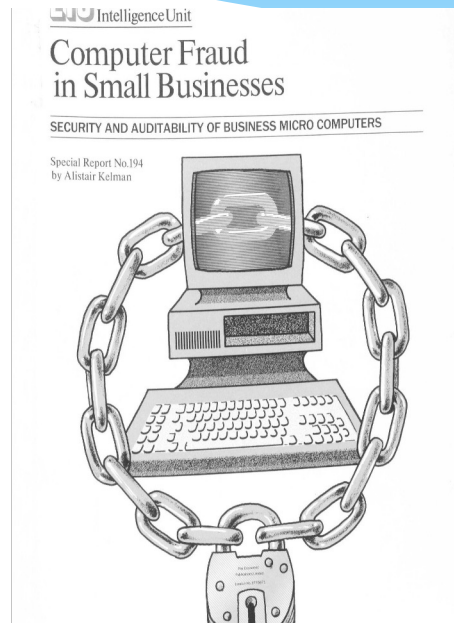 Intelligence Unit
Computer Fraud
in Small Businesses
SECURITY AND AUDITABILITY OF BUSINESS MICRO COMPUTERS
Special Report No.194
by Alistair Kelman